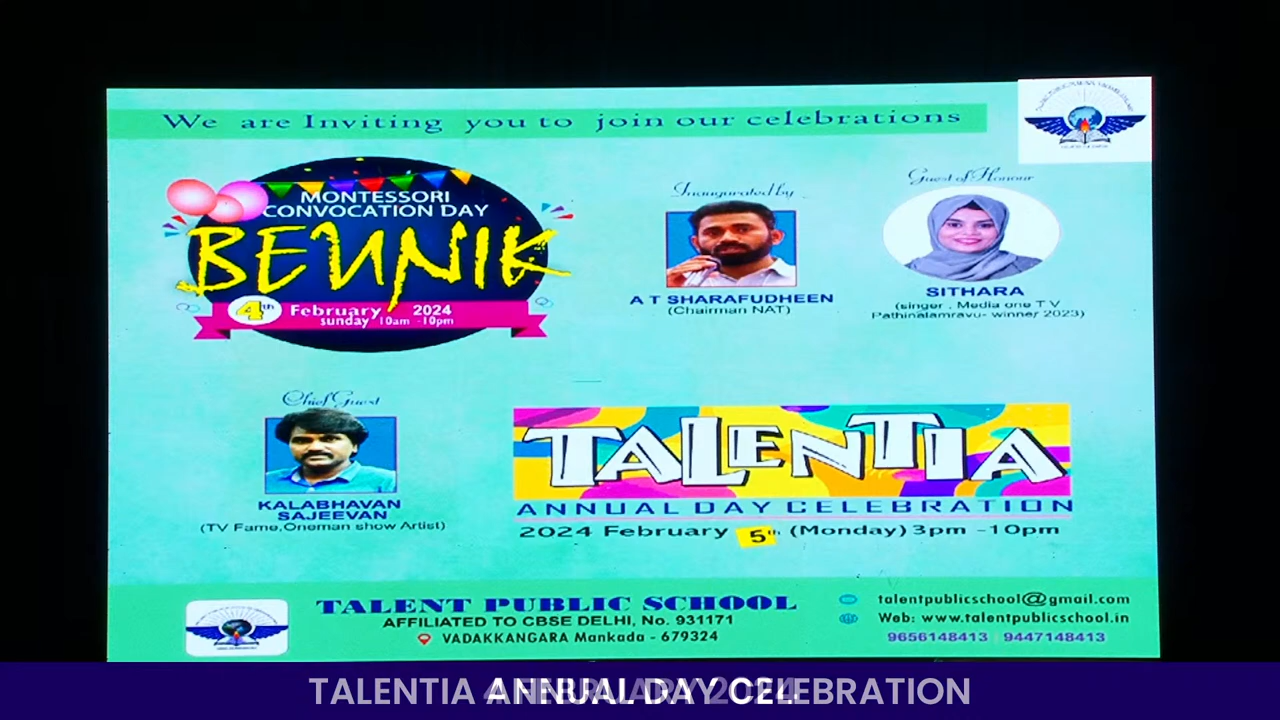 We are Inviting you to join our celebrations
MONTESSORI
CONVOCATION DAY
BEUNIK
4th February 2024
sunday 10am -10pm
Inaugurated by
A T SHARAFUDHEEN
(Chairman NAT)
Guest of Honour
SITHARA
(singer , Media one T V
Pathinalamravu- winner 2023)
Chief Guest
KALABHAVAN
SAJEEVAN
(TV Fame,Oneman show Artist)
TALENTIA
ANNUAL DAY CELEBRATION
2024 February 5th (Monday) 3pm -10pm
TALENT PUBLIC SCHOOL
AFFILIATED TO CBSE DELHI, No. 931171
VADAKKANGARA Mankada - 679324
talentpublicschool@gmail.com
Web: www.talentpublicschool.in
9656148413 9447148413
TALENTIA ANNUAL DAY CELEBRATION